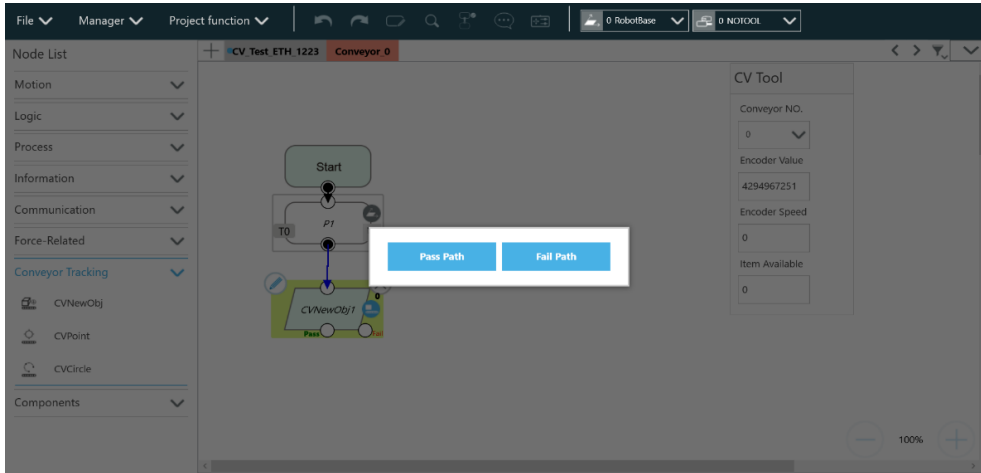 File Manager Project function 0 RobotBase 0 NOTOOL
Node List
CV_Test_ETH_1223 Conveyor_0
Motion
Logic
Process
Information
Communication
Force-Related
Conveyor Tracking
CVNewObj
CVPoint
CVCircle
Components
Start
P1
T0
0
CVNewObj1
Pass Fail
Pass Path Fail Path
CV Tool
Conveyor NO.
0
Encoder Value
4294967251
Encoder Speed
0
Item Available
0
100%